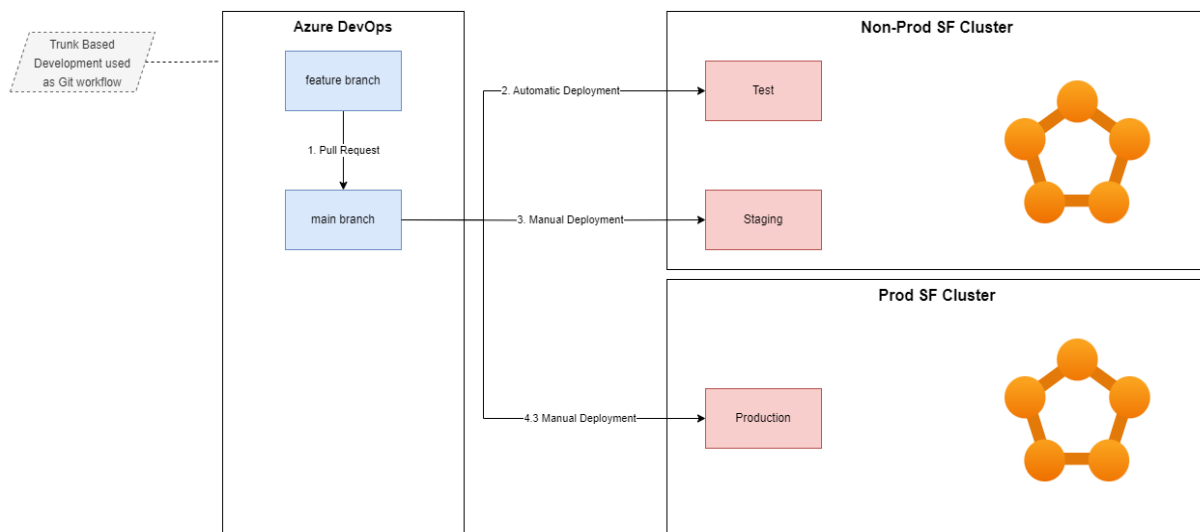 Azure DevOps
Non-Prod SF Cluster
Trunk Based
Development used
as Git workflow
feature branch
2. Automatic Deployment
Test
1. Pull Request
main branch
3. Manual Deployment
Staging
Prod SF Cluster
4.3 Manual Deployment
Production